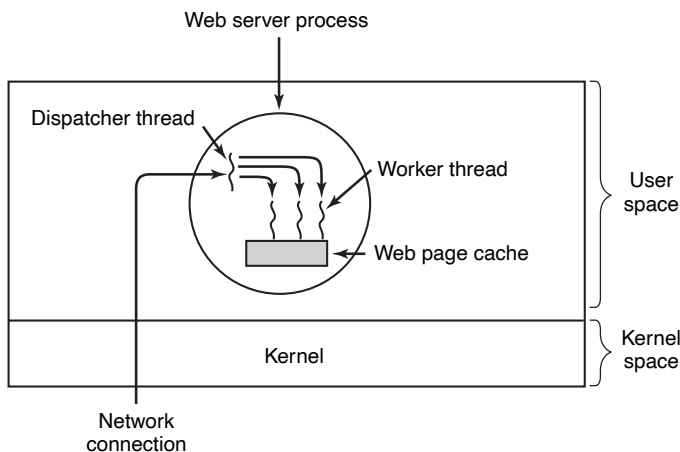 Web server process
Dispatcher thread
Worker thread
User
space
Web page cache
Kernel
Kernel
space
Network
connection